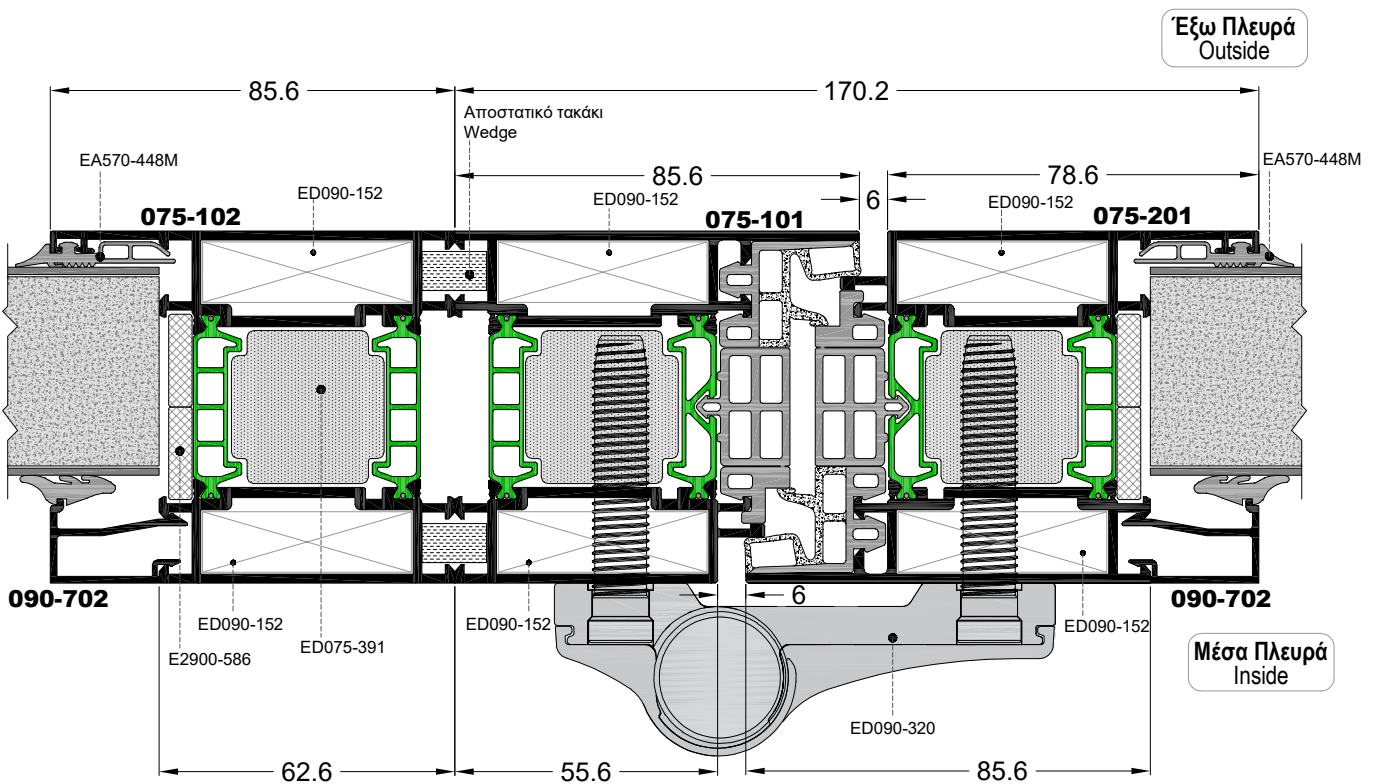 Έξω Πλευρά
Outside
85.6
170.2
Αποστατικό τακάκι
Wedge
EA570-448M
EA570-448M
85.6
78.6
ED090-152
ED090-152
6
ED090-152
075-102
075-101
075-201
090-702
6
090-702
ED090-152
ED090-152
ED090-152
E2900-586
ED075-391
Μέσα Πλευρά
Inside
ED090-320
62.6
55.6
85.6